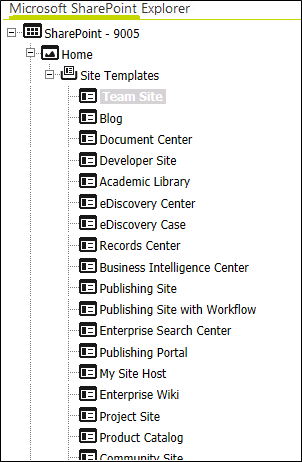 Microsoft SharePoint Explorer
SharePoint - 9005
Home
Site Templates
Team Site
Blog
Document Center
Developer Site
Academic Library
eDiscovery Center
eDiscovery Case
Records Center
Business Intelligence Center
Publishing Site
Publishing Site with Workflow
Enterprise Search Center
Publishing Portal
My Site Host
Enterprise Wiki
Project Site
Product Catalog
Community Site